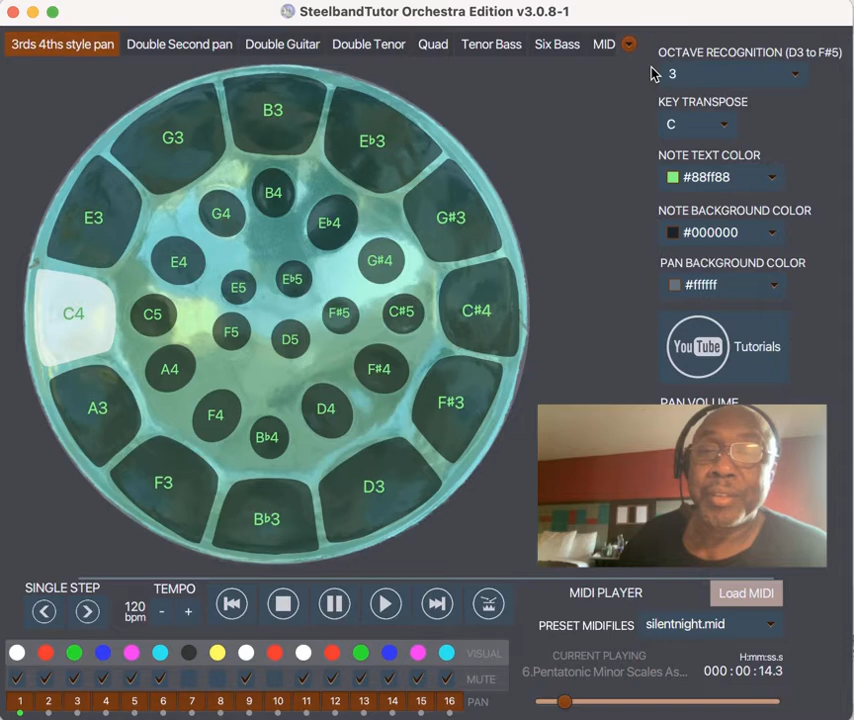 SteelbandTutor Orchestra Edition v3.0.8-1
3rds 4ths style pan Double Second pan Double Guitar Double Tenor Quad Tenor Bass Six Bass MID
OCTAVE RECOGNITION (D3 to F#5)
3
KEY TRANSPOSE
C
NOTE TEXT COLOR
#88ff88
NOTE BACKGROUND COLOR
#000000
PAN BACKGROUND COLOR
#ffffff
YouTube Tutorials
PAN VOLUME
B3
G3 E♭3
B4
G4 E♭4
E3 G#3
E4 G#4
E♭5
E5
C4 C5 F#5 C#5 C#4
F5 D5
A4 F#4
A3 F4 D4 F#3
B♭4
F3 D3
B♭3
SINGLE STEP TEMPO
120
bpm - +
MIDI PLAYER Load MIDI
PRESET MIDIFILES silentnight.mid
VISUAL
CURRENT PLAYING H:mm:ss.s
6.Pentatonic Minor Scales As... 000:00:14.3
MUTE
1 2 3 4 5 6 7 8 9 10 11 12 13 14 15 16 PAN